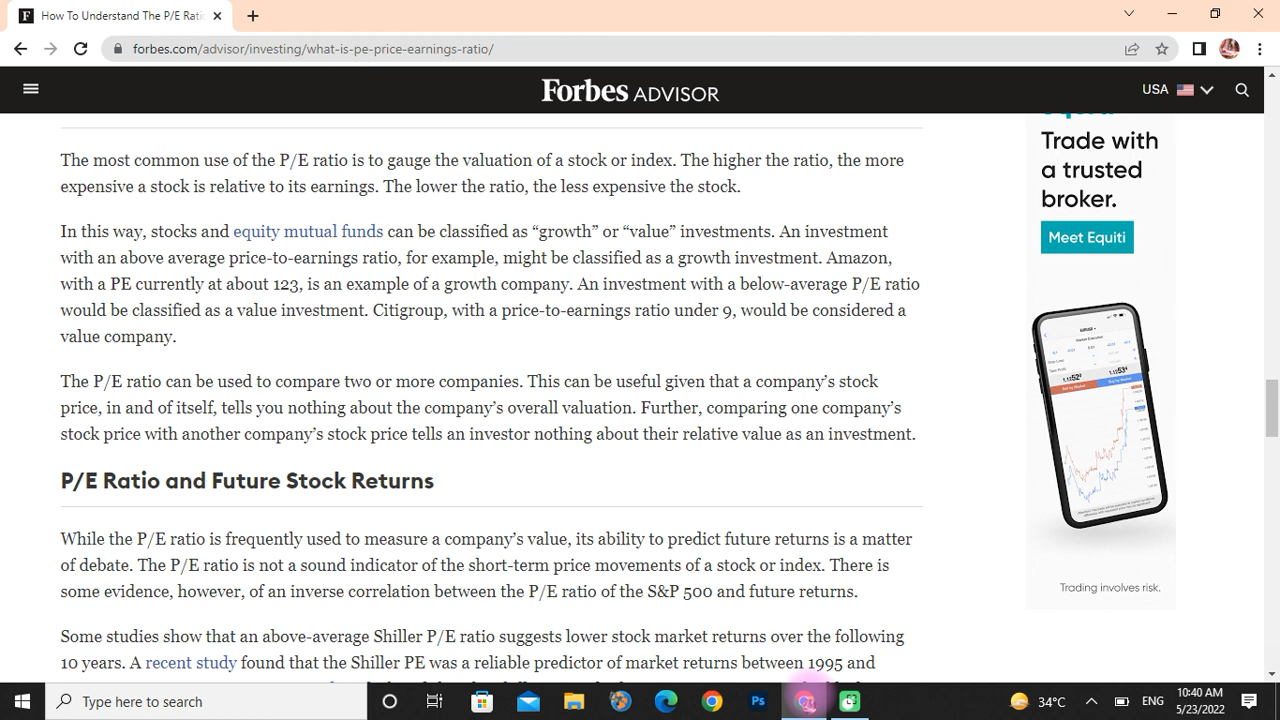 How To Understand The P/E Rati
forbes.com/advisor/investing/what-is-pe-price-earnings-ratio/
Forbes ADVISOR
USA
The most common use of the P/E ratio is to gauge the valuation of a stock or index. The higher the ratio, the more
expensive a stock is relative to its earnings. The lower the ratio, the less expensive the stock.
In this way, stocks and equity mutual funds can be classified as “growth” or “value” investments. An investment
with an above average price-to-earnings ratio, for example, might be classified as a growth investment. Amazon,
with a PE currently at about 123, is an example of a growth company. An investment with a below-average P/E ratio
would be classified as a value investment. Citigroup, with a price-to-earnings ratio under 9, would be considered a
value company.
The P/E ratio can be used to compare two or more companies. This can be useful given that a company’s stock
price, in and of itself, tells you nothing about the company’s overall valuation. Further, comparing one company’s
stock price with another company’s stock price tells an investor nothing about their relative value as an investment.
P/E Ratio and Future Stock Returns
While the P/E ratio is frequently used to measure a company’s value, its ability to predict future returns is a matter
of debate. The P/E ratio is not a sound indicator of the short-term price movements of a stock or index. There is
some evidence, however, of an inverse correlation between the P/E ratio of the S&P 500 and future returns.
Some studies show that an above-average Shiller P/E ratio suggests lower stock market returns over the following
10 years. A recent study found that the Shiller PE was a reliable predictor of market returns between 1995 and
Trade with
a trusted
broker.
Meet Equiti
Trading involves risk.
Type here to search
Ps
34°C
ENG
10:40 AM
5/23/2022